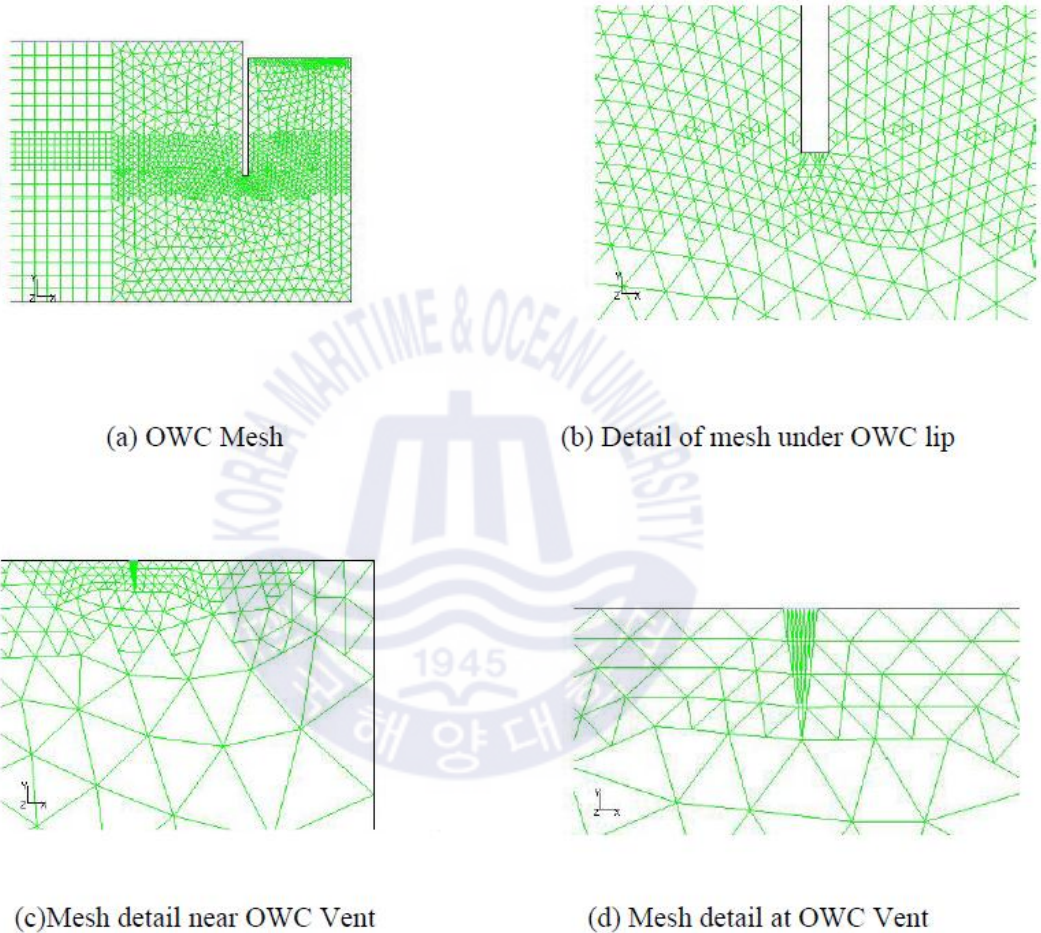 Y
Z X
Y
Z X
(a) OWC Mesh
(b) Detail of mesh under OWC lip
KOREA MARITIME & OCEAN UNIVERSITY
1945
해양대
Y
Z X
Y
Z X
(c)Mesh detail near OWC Vent
(d) Mesh detail at OWC Vent